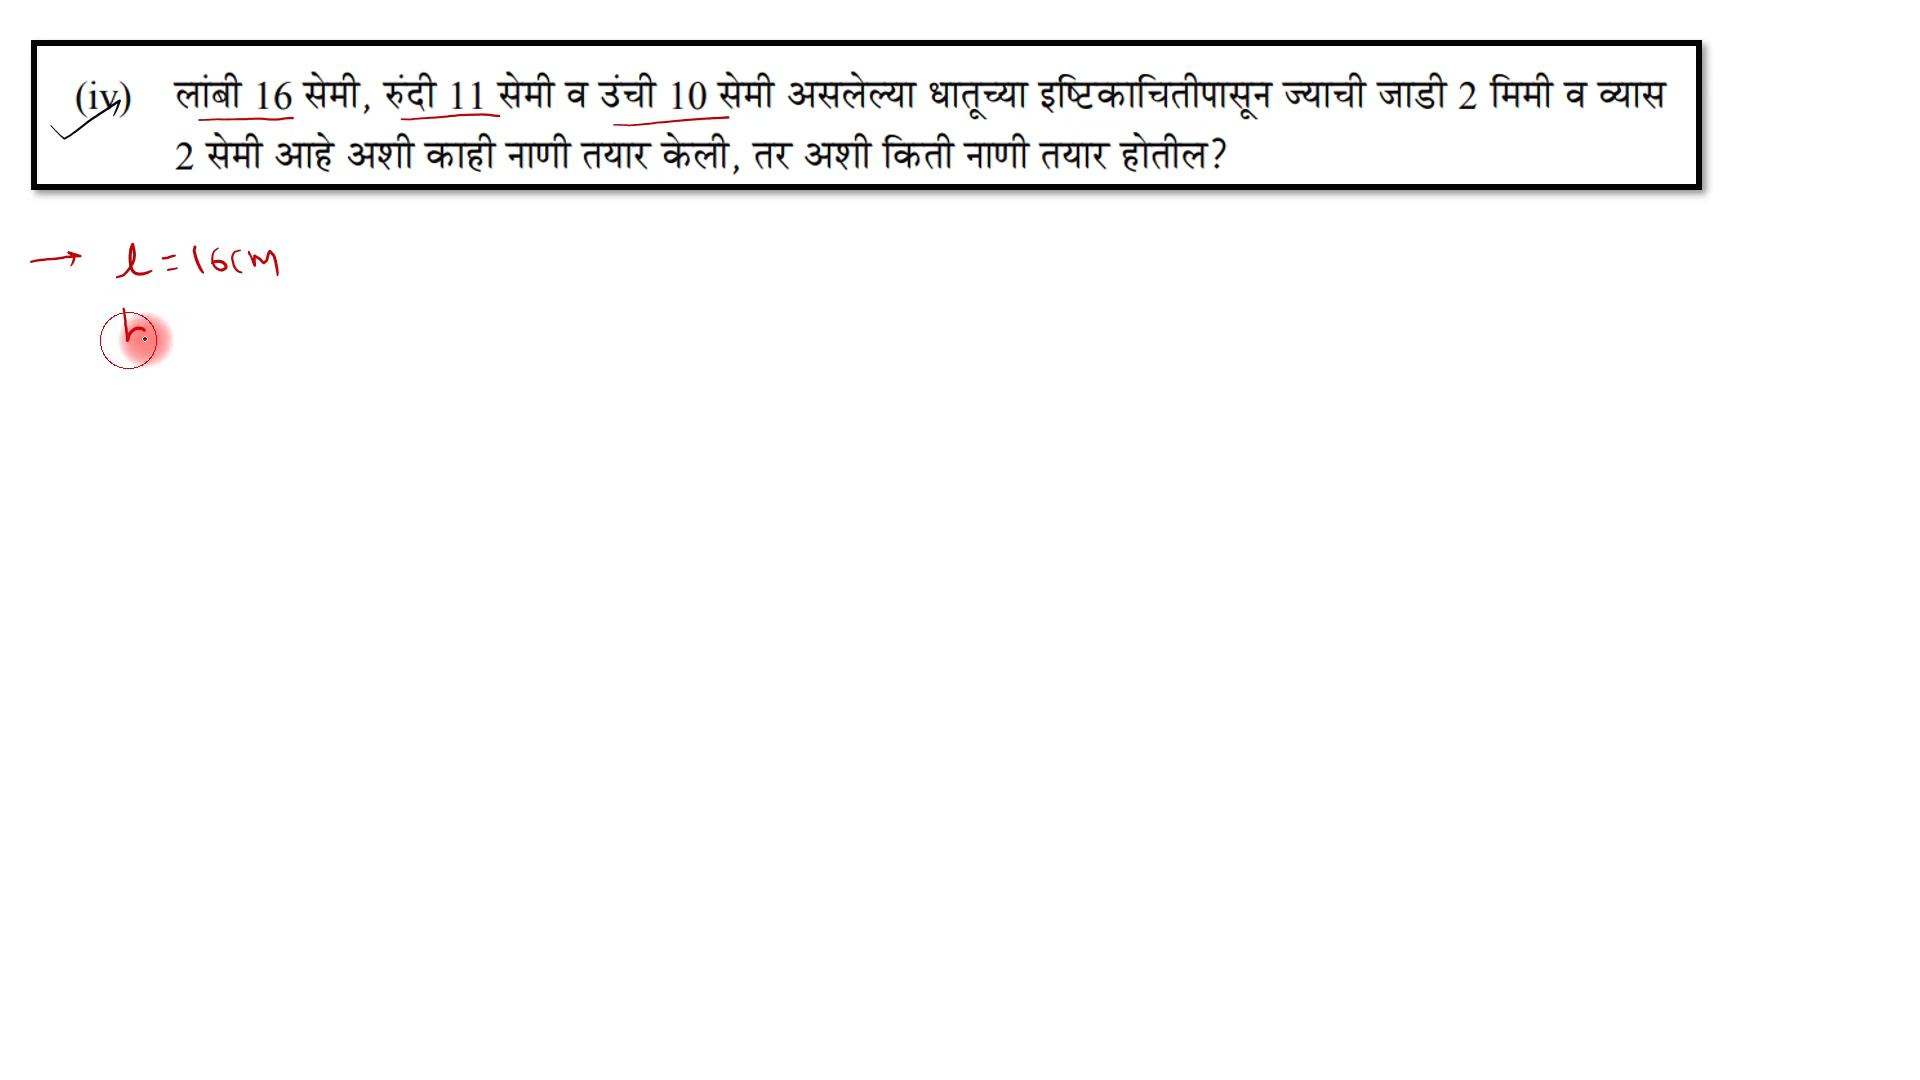 (iv) लांबी 16 सेमी, रुंदी 11 सेमी व उंची 10 सेमी असलेल्या धातूच्या इष्टिकाचितीपासून ज्याची जाडी 2 मिमी व व्यास
2 सेमी आहे अशी काही नाणी तयार केली, तर अशी किती नाणी तयार होतील?
→ l = 16cm